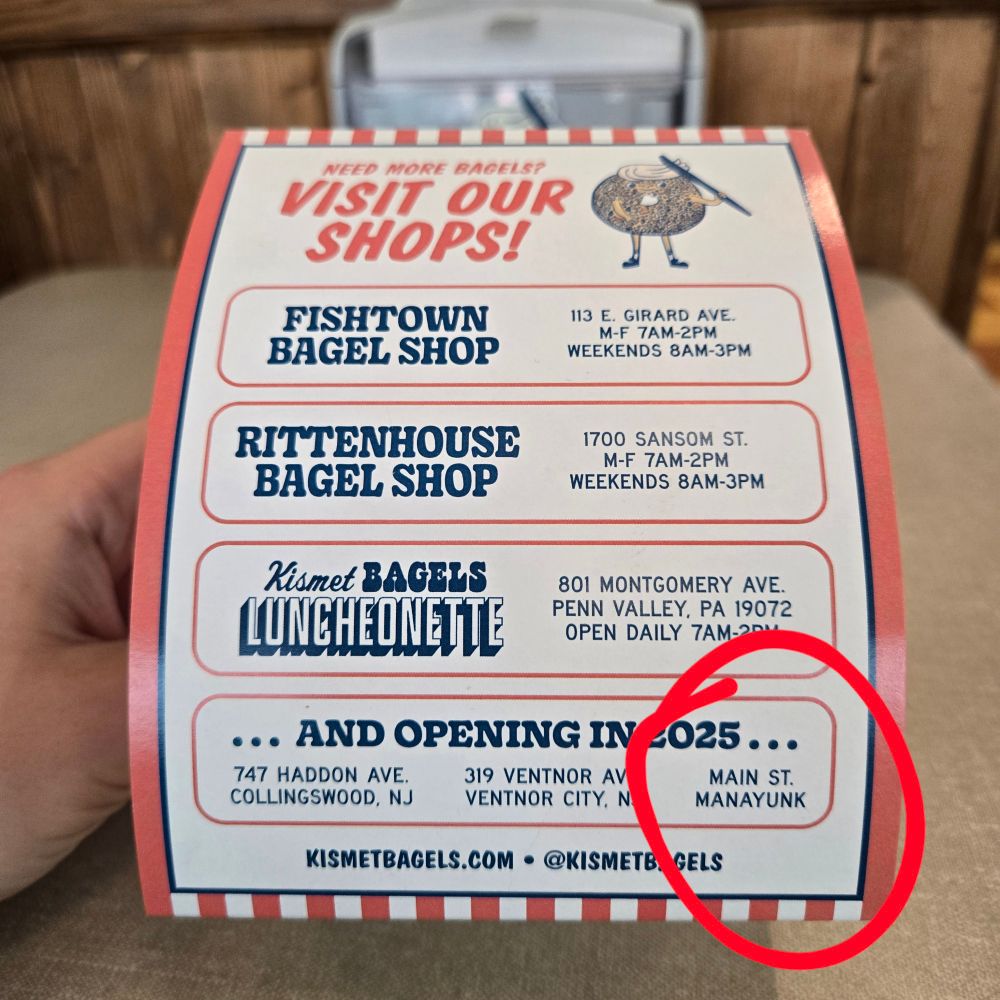 NEED MORE BAGELS?
VISIT OUR
SHOPS!
FISHTOWN
BAGEL SHOP
113 E. GIRARD AVE.
M-F 7AM-2PM
WEEKENDS 8AM-3PM
RITTENHOUSE
BAGEL SHOP
1700 SANSOM ST.
M-F 7AM-2PM
WEEKENDS 8AM-3PM
Kismet BAGELS
LUNCHEONETTE
801 MONTGOMERY AVE.
PENN VALLEY, PA 19072
OPEN DAILY 7AM-2PM
... AND OPENING IN 2025...
747 HADDON AVE.
COLLINGSWOOD, NJ
319 VENTNOR AV
VENTNOR CITY, N
MAIN ST.
MANAYUNK
KISMETBAGELS.COM • @KISMETBAGELS